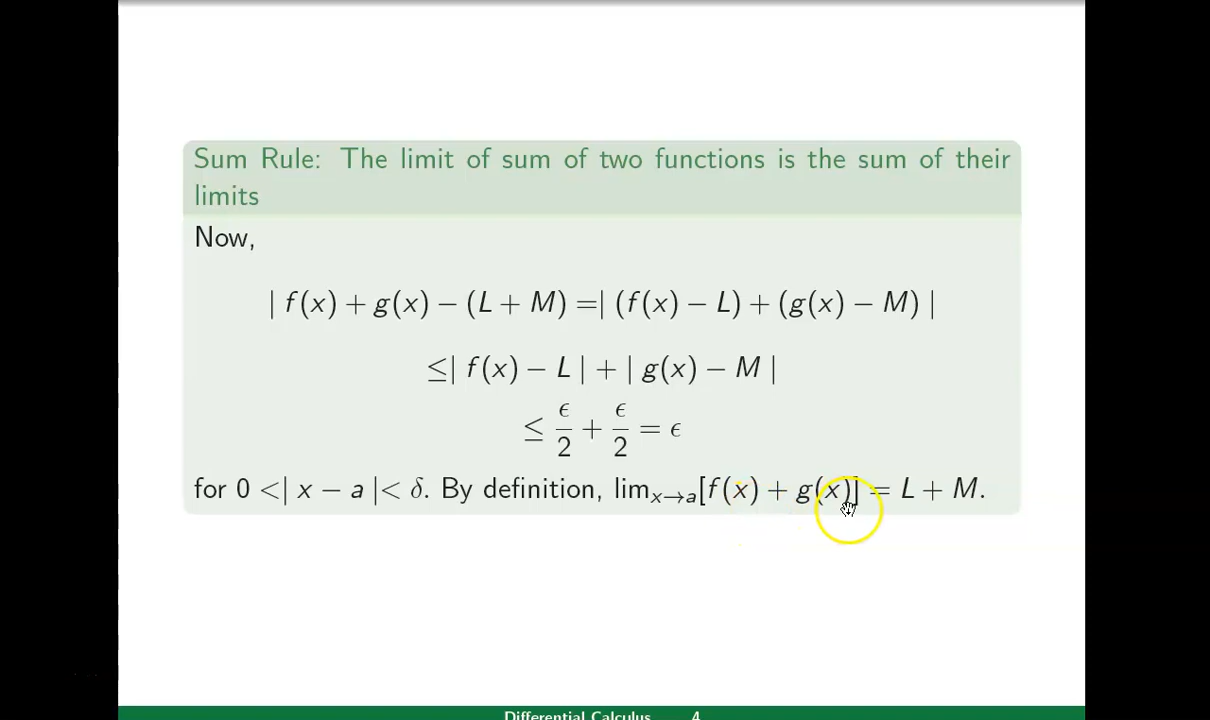 Sum Rule: The limit of sum of two functions is the sum of their
limits
Now,
| f(x) + g(x) − (L + M) =| (f(x) − L) + (g(x) − M) |
≤| f(x) − L | + | g(x) − M |
≤ ϵ/2 + ϵ/2 = ϵ
for 0 <| x − a |< δ. By definition, lim_{x→a}[f(x) + g(x)] = L + M.
Differential Calculus 4